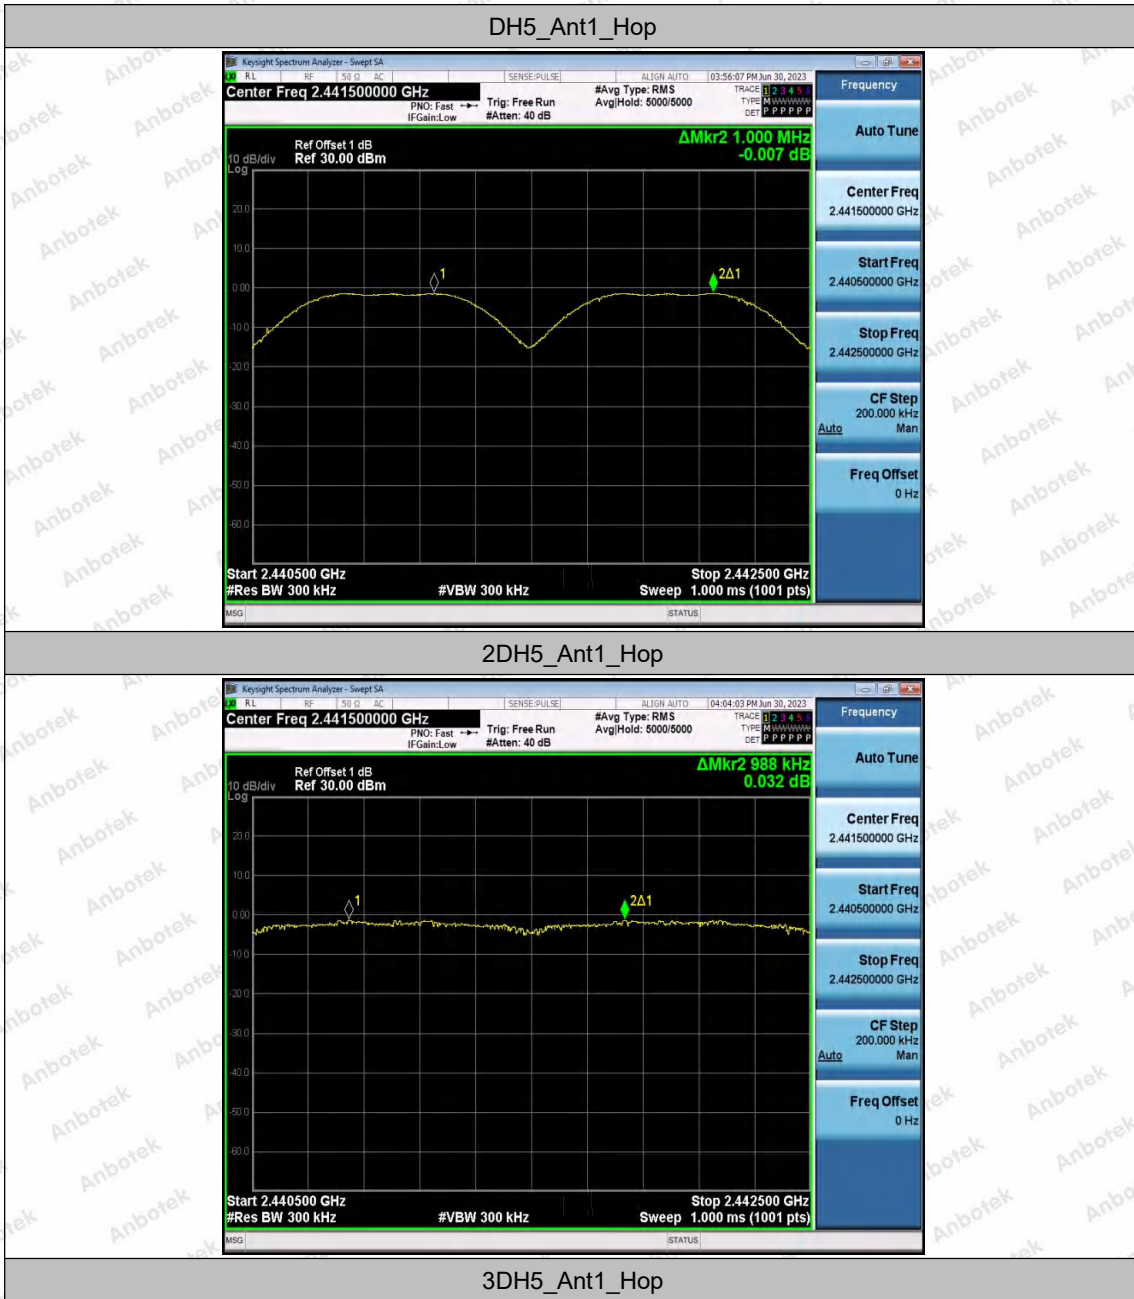 DH5_Ant1_Hop
Keysight Spectrum Analyzer - Swept SA
RL RF 50 Ω AC SENSE:PULSE ALIGN AUTO 03:56:07 PM Jun 30, 2023
Center Freq 2.441500000 GHz
PNO: Fast
IFGain:Low
Trig: Free Run
#Atten: 40 dB
#Avg Type: RMS
Avg|Hold: 5000/5000
TRACE 1 2 3 4 5 6
TYPE M WWWWW
DET P P P P P P
ΔMkr2 1.000 MHz
-0.007 dB
Ref Offset 1 dB
10 dB/div Ref 30.00 dBm
Log
20.0
10.0
0.00
-10.0
-20.0
-30.0
-40.0
-50.0
-60.0
1
2Δ1
Start 2.440500 GHz Stop 2.442500 GHz
#Res BW 300 kHz #VBW 300 kHz Sweep 1.000 ms (1001 pts)
MSG STATUS
Frequency
Auto Tune
Center Freq
2.441500000 GHz
Start Freq
2.440500000 GHz
Stop Freq
2.442500000 GHz
CF Step
200.000 kHz
Auto Man
Freq Offset
0 Hz
2DH5_Ant1_Hop
Keysight Spectrum Analyzer - Swept SA
RL RF 50 Ω AC SENSE:PULSE ALIGN AUTO 04:04:03 PM Jun 30, 2023
Center Freq 2.441500000 GHz
PNO: Fast
IFGain:Low
Trig: Free Run
#Atten: 40 dB
#Avg Type: RMS
Avg|Hold: 5000/5000
TRACE 1 2 3 4 5 6
TYPE M WWWWW
DET P P P P P P
ΔMkr2 988 kHz
0.032 dB
Ref Offset 1 dB
10 dB/div Ref 30.00 dBm
Log
20.0
10.0
0.00
-10.0
-20.0
-30.0
-40.0
-50.0
-60.0
1
2Δ1
Start 2.440500 GHz Stop 2.442500 GHz
#Res BW 300 kHz #VBW 300 kHz Sweep 1.000 ms (1001 pts)
MSG STATUS
Frequency
Auto Tune
Center Freq
2.441500000 GHz
Start Freq
2.440500000 GHz
Stop Freq
2.442500000 GHz
CF Step
200.000 kHz
Auto Man
Freq Offset
0 Hz
3DH5_Ant1_Hop
Anbotek